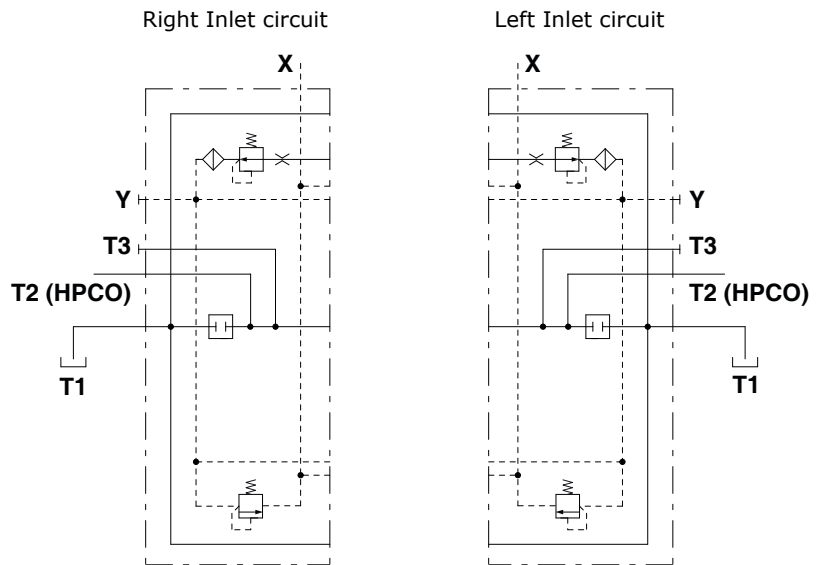 Right Inlet circuit
Left Inlet circuit
X
X
Y
Y
T3
T3
T2 (HPCO)
T2 (HPCO)
T1
T1